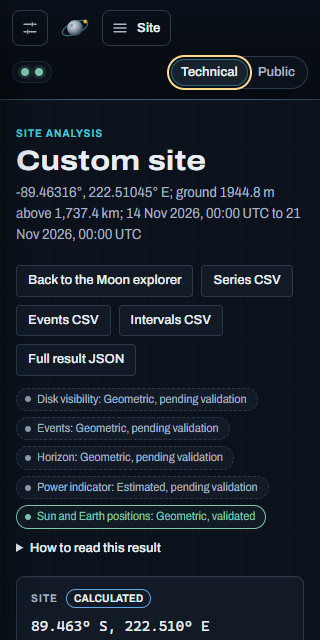 Site
Technical Public
SITE ANALYSIS
Custom site
-89.46316°, 222.51045° E; ground 1944.8 m
above 1,737.4 km; 14 Nov 2026, 00:00 UTC to 21
Nov 2026, 00:00 UTC
Back to the Moon explorer Series CSV
Events CSV Intervals CSV
Full result JSON
Disk visibility: Geometric, pending validation
Events: Geometric, pending validation
Horizon: Geometric, pending validation
Power indicator: Estimated, pending validation
Sun and Earth positions: Geometric, validated
How to read this result
SITE CALCULATED
89.463° S, 222.510° E